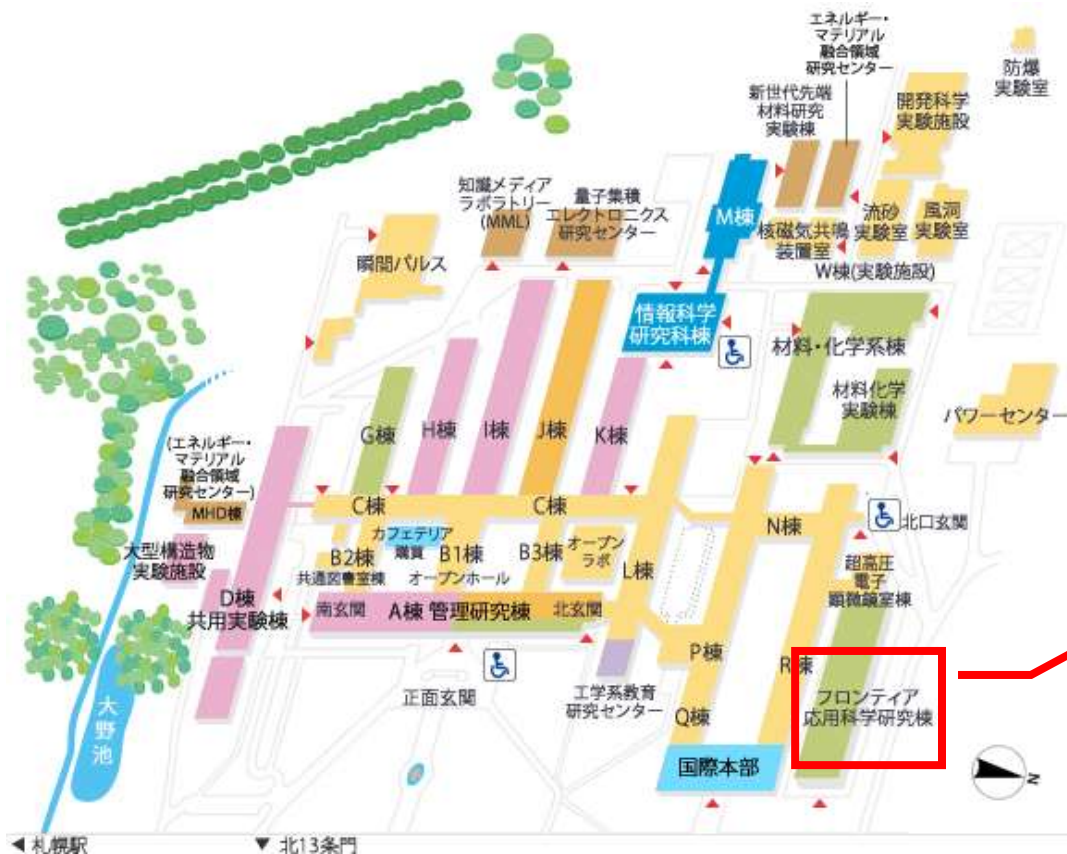 エネルギー・
マテリアル
融合領域
研究センター
防爆
実験室
新世代先端
材料研究
実験棟
開発科学
実験施設
知識メディア
ラボラトリー
(MML)
量子集積
エレクトロニクス
研究センター
M棟
核磁気共鳴
装置室
流砂
実験室
風洞
実験室
W棟(実験施設)
瞬間パルス
情報科学
研究科棟
材料・化学系棟
材料化学
実験棟
パワーセンター
G棟
H棟
I棟
J棟
K棟
(エネルギー・
マテリアル
融合領域
研究センター)
MHD棟
C棟
C棟
N棟
北口玄関
カフェテリア
購買
B2棟
共通図書室棟
B1棟
オープンホール
B3棟
オープン
ラボ
L棟
大型構造物
実験施設
超高圧
電子
顕微鏡室棟
D棟
共用実験棟
南玄関
A棟 管理研究棟
北玄関
P棟
R棟
正面玄関
工学系教育
研究センター
フロンティア
応用科学研究棟
Q棟
大野池
国際本部
N
◀ 札幌駅
▼ 北13条門